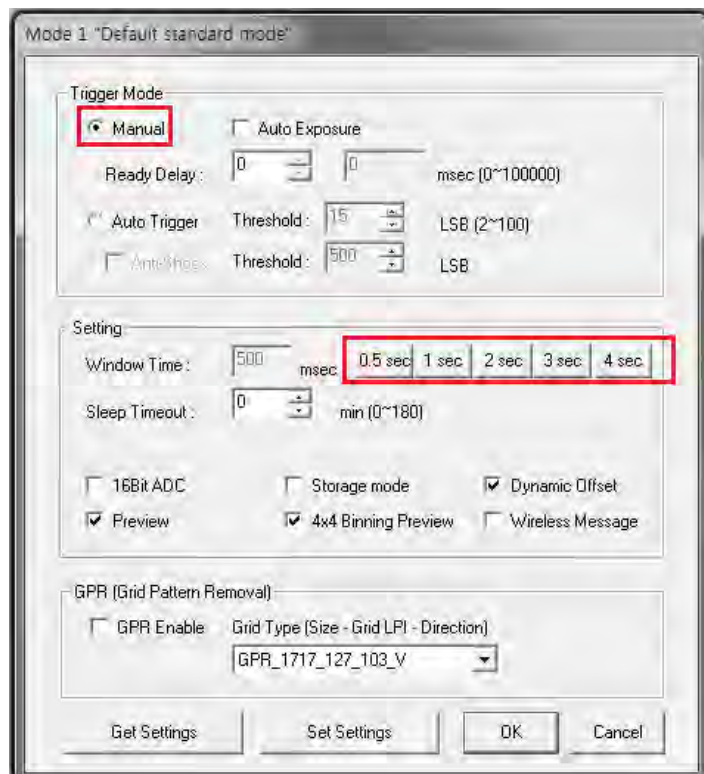 Mode 1 "Default standard mode"
Trigger Mode
Manual Auto Exposure
Ready Delay : 0 0 msec (0~100000)
Auto Trigger Threshold : 15 LSB (2~100)
Anti-Shock Threshold : 500 LSB
Setting
Window Time : 500 msec 0.5 sec 1 sec 2 sec 3 sec 4 sec
Sleep Timeout : 0 min (0~180)
16Bit ADC Storage mode Dynamic Offset
Preview 4x4 Binning Preview Wireless Message
GPR (Grid Pattern Removal)
GPR Enable Grid Type (Size - Grid LPI - Direction)
GPR_1717_127_103_V
Get Settings Set Settings OK Cancel